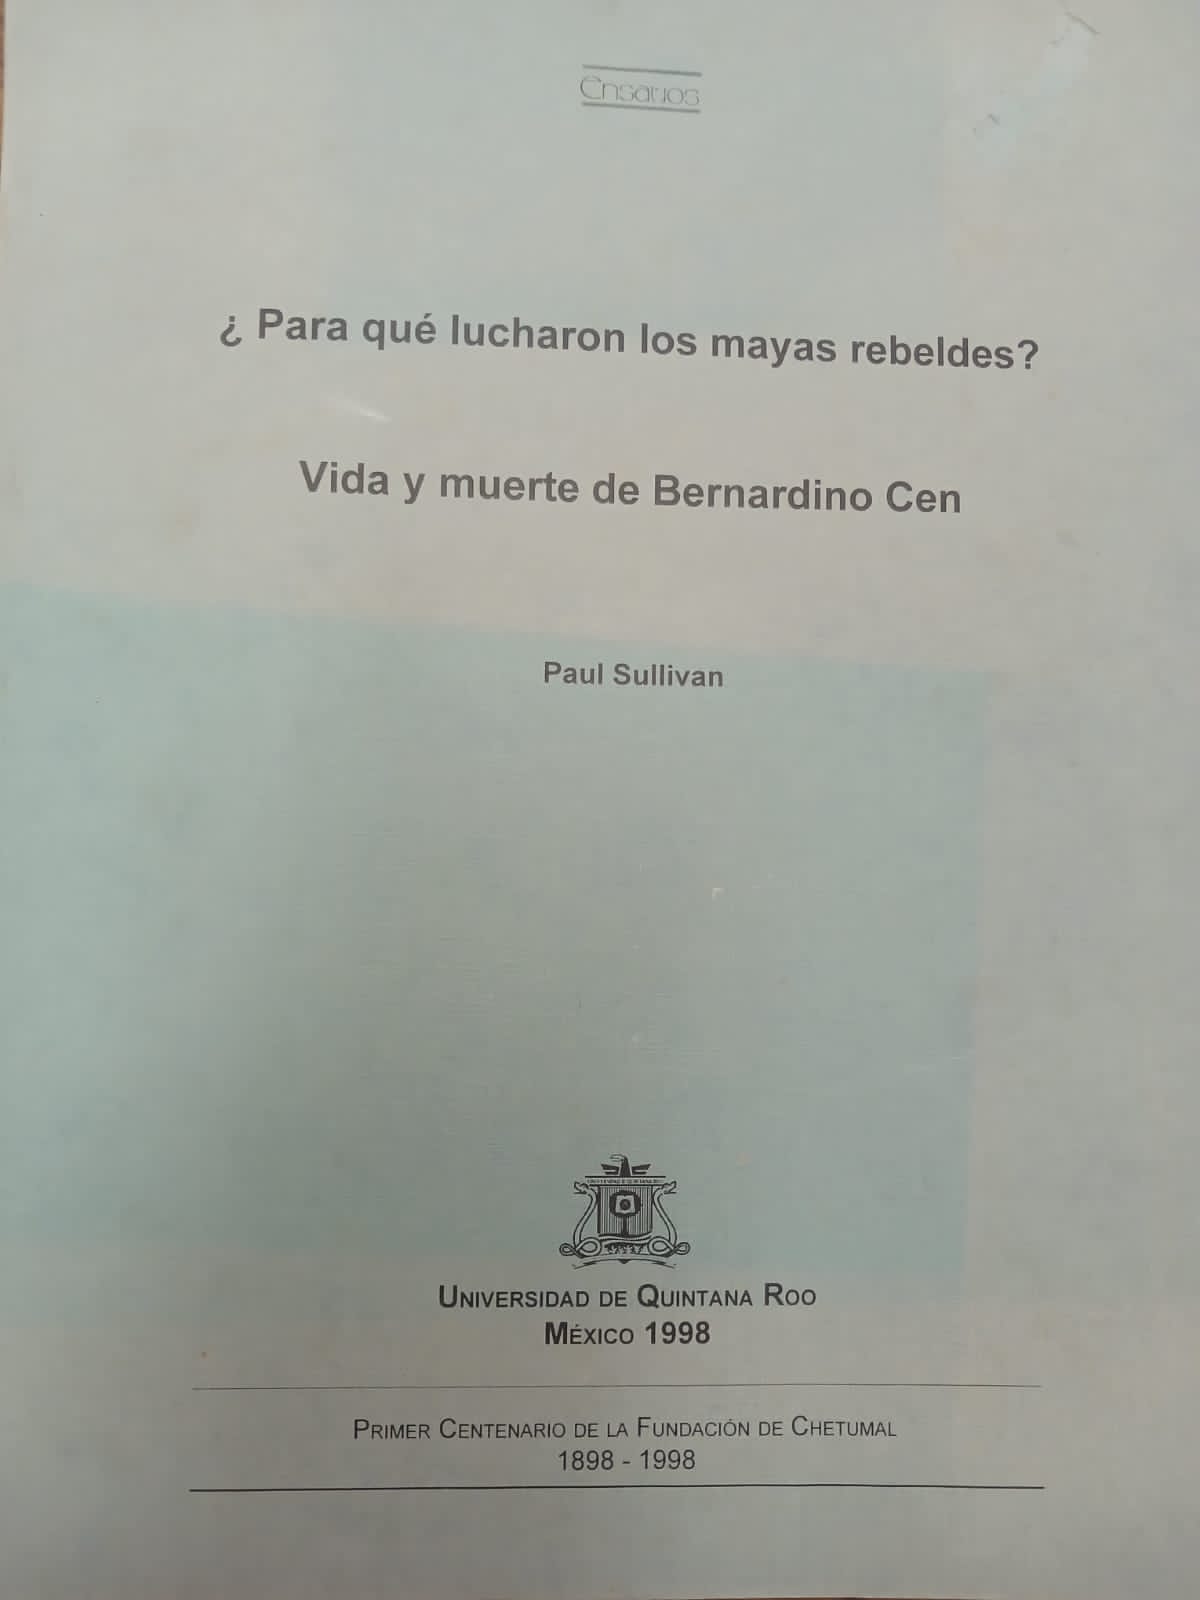 Ensayos
¿ Para qué lucharon los mayas rebeldes?
Vida y muerte de Bernardino Cen
Paul Sullivan
UNIVERSIDAD DE QUINTANA ROO
MÉXICO 1998
PRIMER CENTENARIO DE LA FUNDACIÓN DE CHETUMAL
1898 - 1998